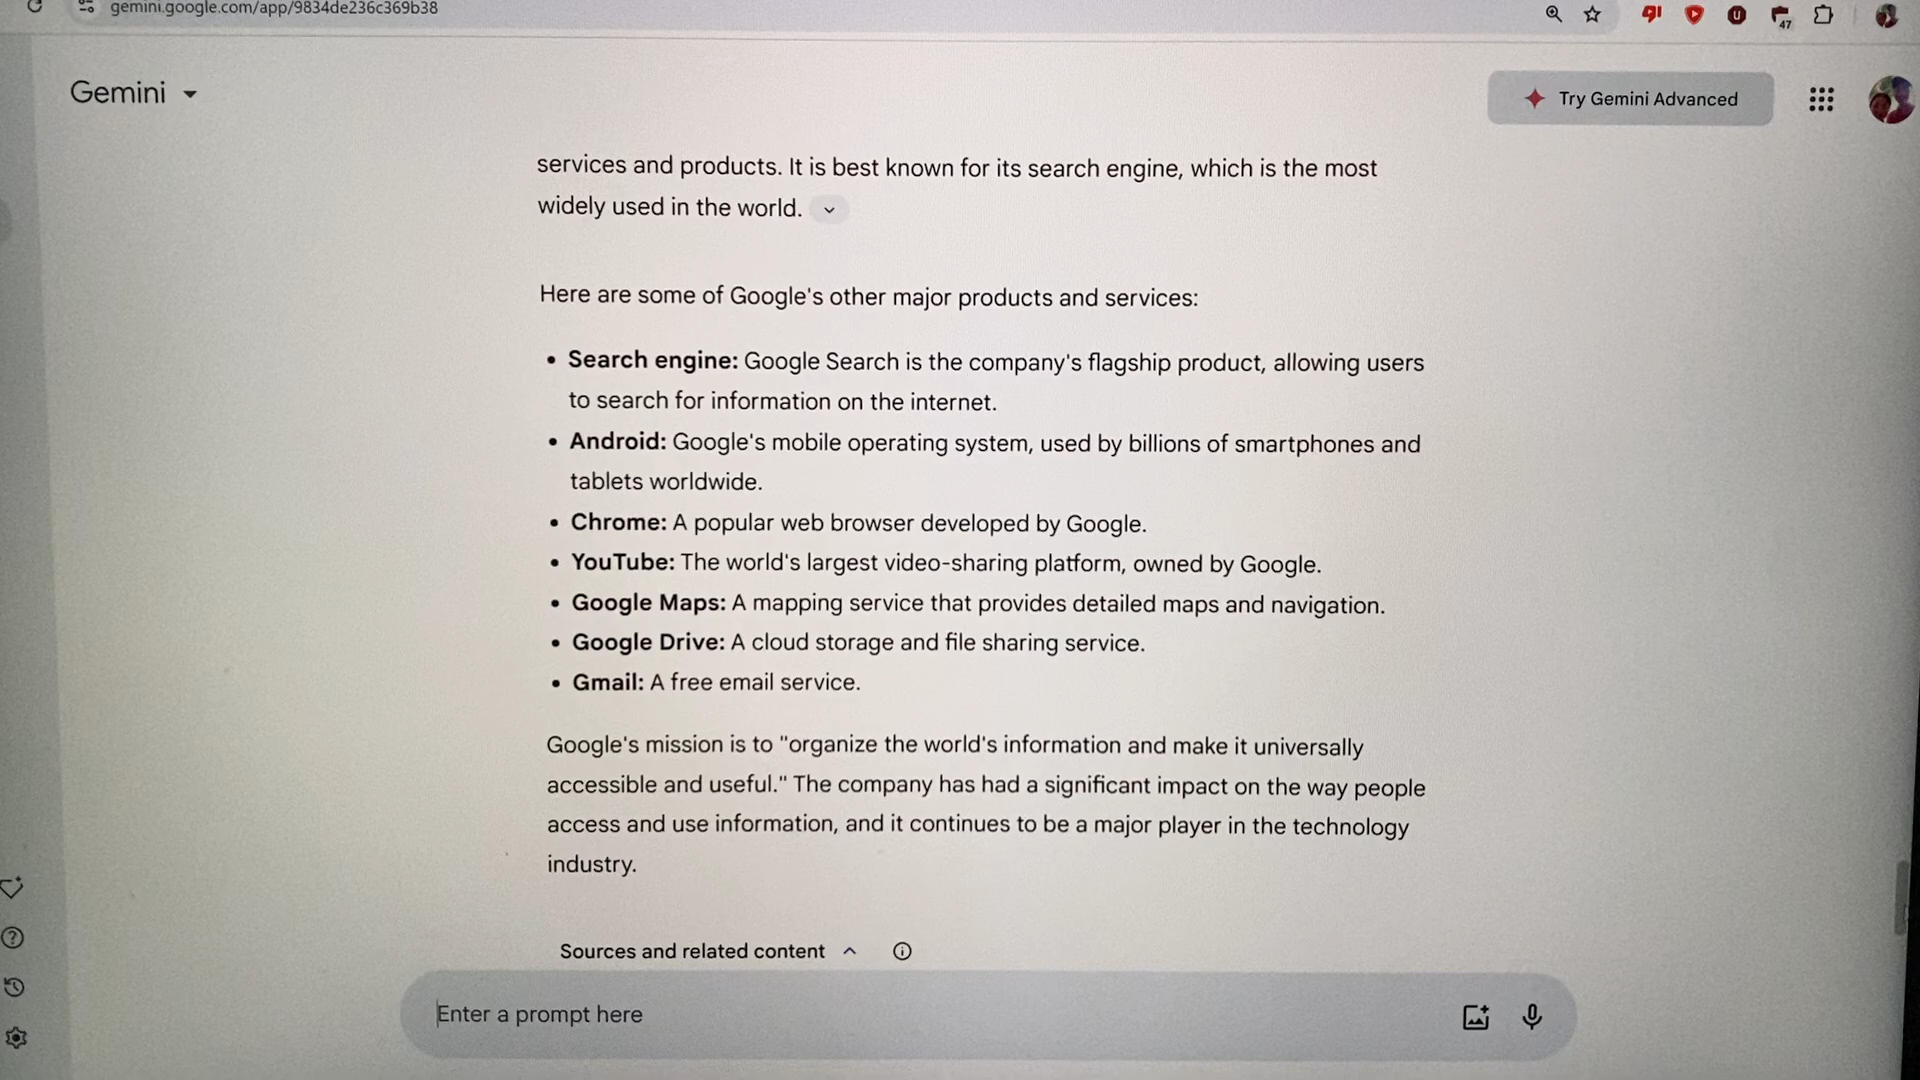 gemini.google.com/app/9834de236c369b38
47
Gemini
Try Gemini Advanced
services and products. It is best known for its search engine, which is the most
widely used in the world.
Here are some of Google's other major products and services:
• Search engine: Google Search is the company's flagship product, allowing users
to search for information on the internet.
• Android: Google's mobile operating system, used by billions of smartphones and
tablets worldwide.
• Chrome: A popular web browser developed by Google.
• YouTube: The world's largest video-sharing platform, owned by Google.
• Google Maps: A mapping service that provides detailed maps and navigation.
• Google Drive: A cloud storage and file sharing service.
• Gmail: A free email service.
Google's mission is to "organize the world's information and make it universally
accessible and useful." The company has had a significant impact on the way people
access and use information, and it continues to be a major player in the technology
industry.
Sources and related content
Enter a prompt here